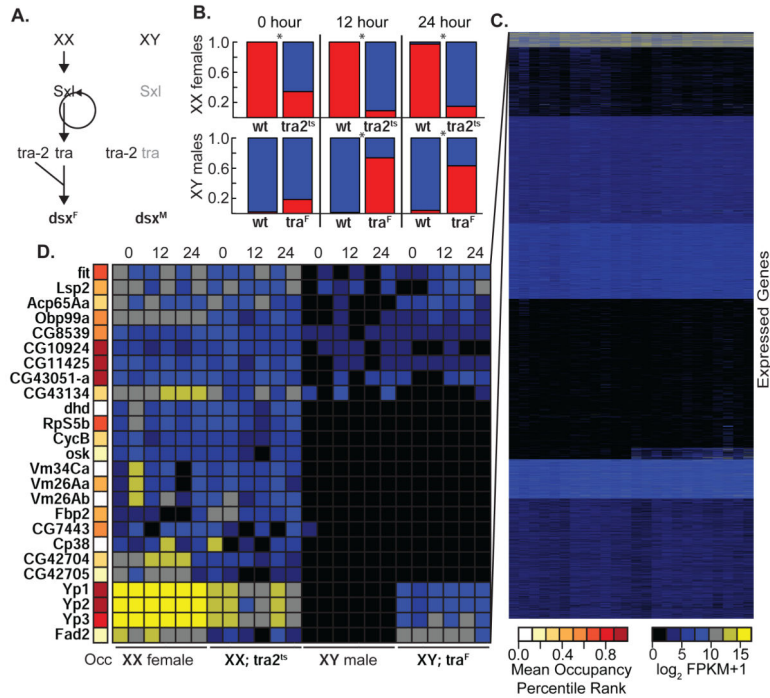 A.
XX XY
Sxl Sxl
tra-2 tra tra-2 tra
dsxF dsxM
B.
0 hour 12 hour 24 hour
* * *
XX females
1.0
0.6
0.2
wt tra2ts wt tra2ts wt tra2ts
* *
XY males
1.0
0.6
0.2
wt traF wt traF wt traF
C.
Expressed Genes
D.
0 12 24 0 12 24 0 12 24 0 12 24
fit
Lsp2
Acp65Aa
Obp99a
CG8539
CG10924
CG11425
CG43051-a
CG43134
dhd
RpS5b
CycB
osk
Vm34Ca
Vm26Aa
Vm26Ab
Fbp2
CG7443
Cp38
CG42704
CG42705
Yp1
Yp2
Yp3
Fad2
Occ XX female XX; tra2ts XY male XY; traF
0.0 0.4 0.8
Mean Occupancy
Percentile Rank
0 5 10 15
log2 FPKM+1